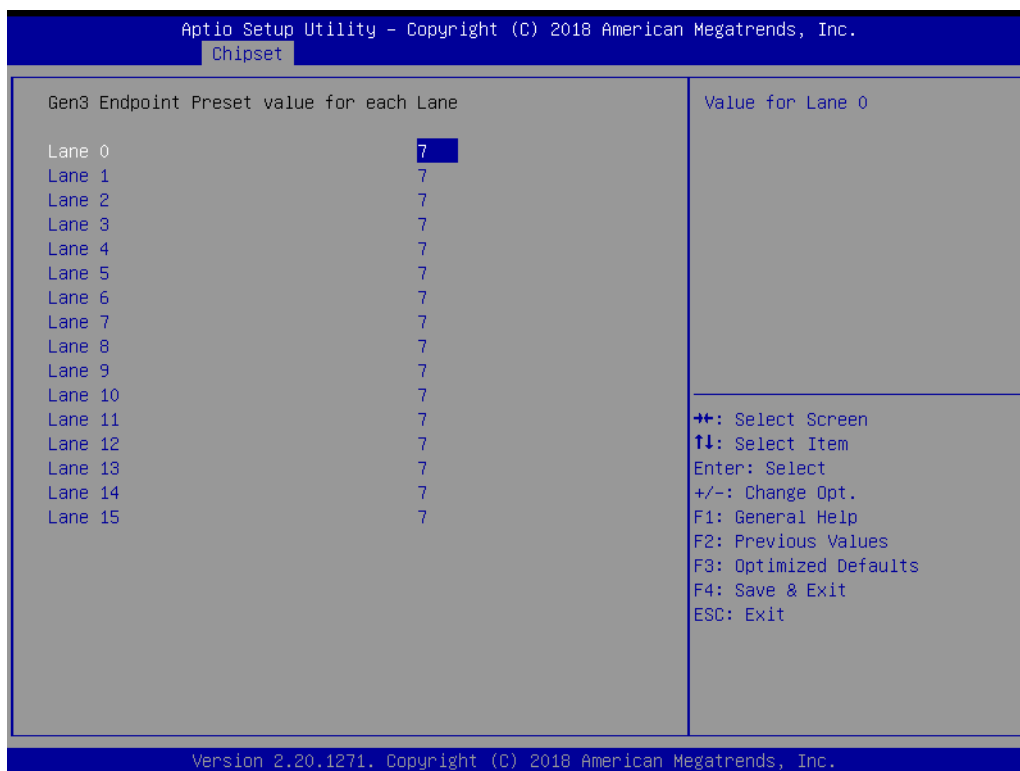 Aptio Setup Utility – Copyright (C) 2018 American Megatrends, Inc.
Chipset
Gen3 Endpoint Preset value for each Lane
Lane 0 7
Lane 1 7
Lane 2 7
Lane 3 7
Lane 4 7
Lane 5 7
Lane 6 7
Lane 7 7
Lane 8 7
Lane 9 7
Lane 10 7
Lane 11 7
Lane 12 7
Lane 13 7
Lane 14 7
Lane 15 7
Value for Lane 0
→←: Select Screen
↑↓: Select Item
Enter: Select
+/-: Change Opt.
F1: General Help
F2: Previous Values
F3: Optimized Defaults
F4: Save & Exit
ESC: Exit
Version 2.20.1271. Copyright (C) 2018 American Megatrends, Inc.